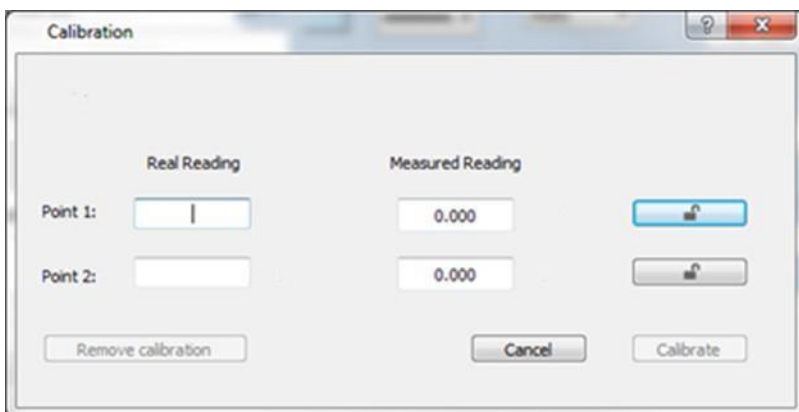 Calibration
?
Real Reading Measured Reading
Point 1: 0.000
Point 2: 0.000
Remove calibration Cancel Calibrate